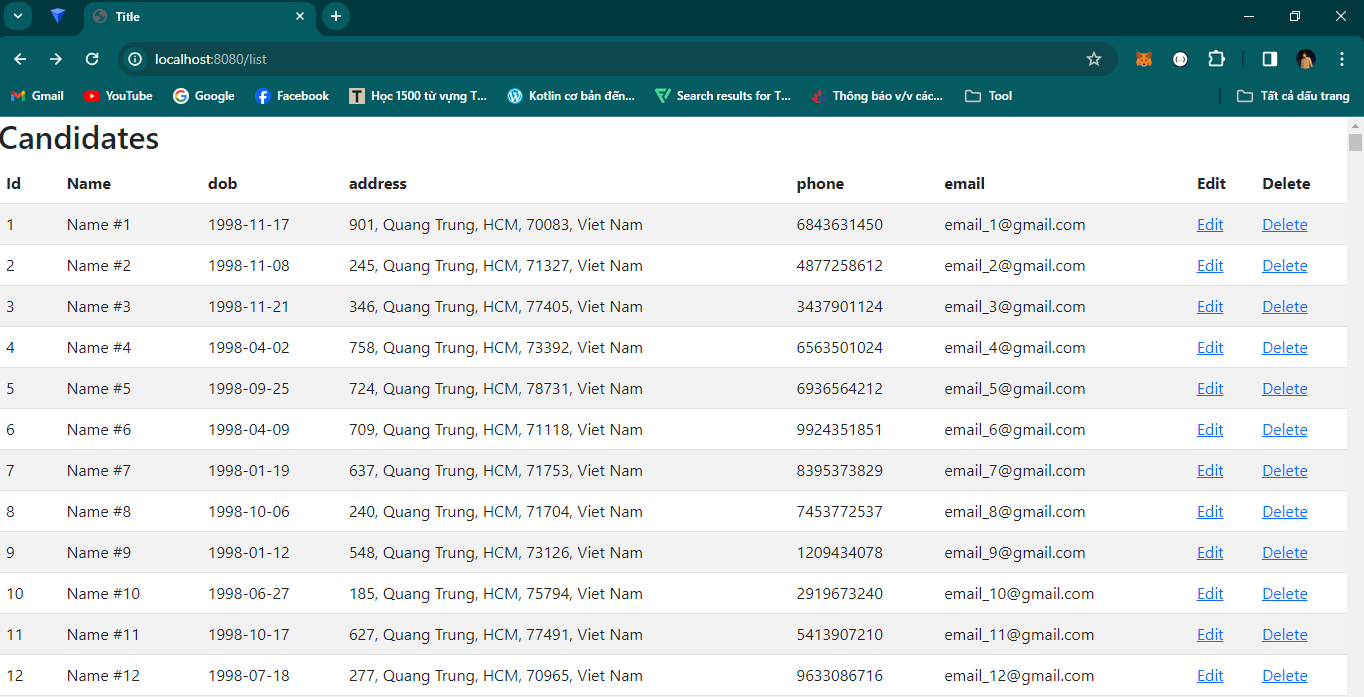 Title
localhost:8080/list
Gmail YouTube Google Facebook Học 1500 từ vựng T... Kotlin cơ bản đến... Search results for T... Thông báo v/v các... Tool Tất cả dấu trang
Candidates
Id Name dob address phone email Edit Delete
1 Name #1 1998-11-17 901, Quang Trung, HCM, 70083, Viet Nam 6843631450 email_1@gmail.com Edit Delete
2 Name #2 1998-11-08 245, Quang Trung, HCM, 71327, Viet Nam 4877258612 email_2@gmail.com Edit Delete
3 Name #3 1998-11-21 346, Quang Trung, HCM, 77405, Viet Nam 3437901124 email_3@gmail.com Edit Delete
4 Name #4 1998-04-02 758, Quang Trung, HCM, 73392, Viet Nam 6563501024 email_4@gmail.com Edit Delete
5 Name #5 1998-09-25 724, Quang Trung, HCM, 78731, Viet Nam 6936564212 email_5@gmail.com Edit Delete
6 Name #6 1998-04-09 709, Quang Trung, HCM, 71118, Viet Nam 9924351851 email_6@gmail.com Edit Delete
7 Name #7 1998-01-19 637, Quang Trung, HCM, 71753, Viet Nam 8395373829 email_7@gmail.com Edit Delete
8 Name #8 1998-10-06 240, Quang Trung, HCM, 71704, Viet Nam 7453772537 email_8@gmail.com Edit Delete
9 Name #9 1998-01-12 548, Quang Trung, HCM, 73126, Viet Nam 1209434078 email_9@gmail.com Edit Delete
10 Name #10 1998-06-27 185, Quang Trung, HCM, 75794, Viet Nam 2919673240 email_10@gmail.com Edit Delete
11 Name #11 1998-10-17 627, Quang Trung, HCM, 77491, Viet Nam 5413907210 email_11@gmail.com Edit Delete
12 Name #12 1998-07-18 277, Quang Trung, HCM, 70965, Viet Nam 9633086716 email_12@gmail.com Edit Delete